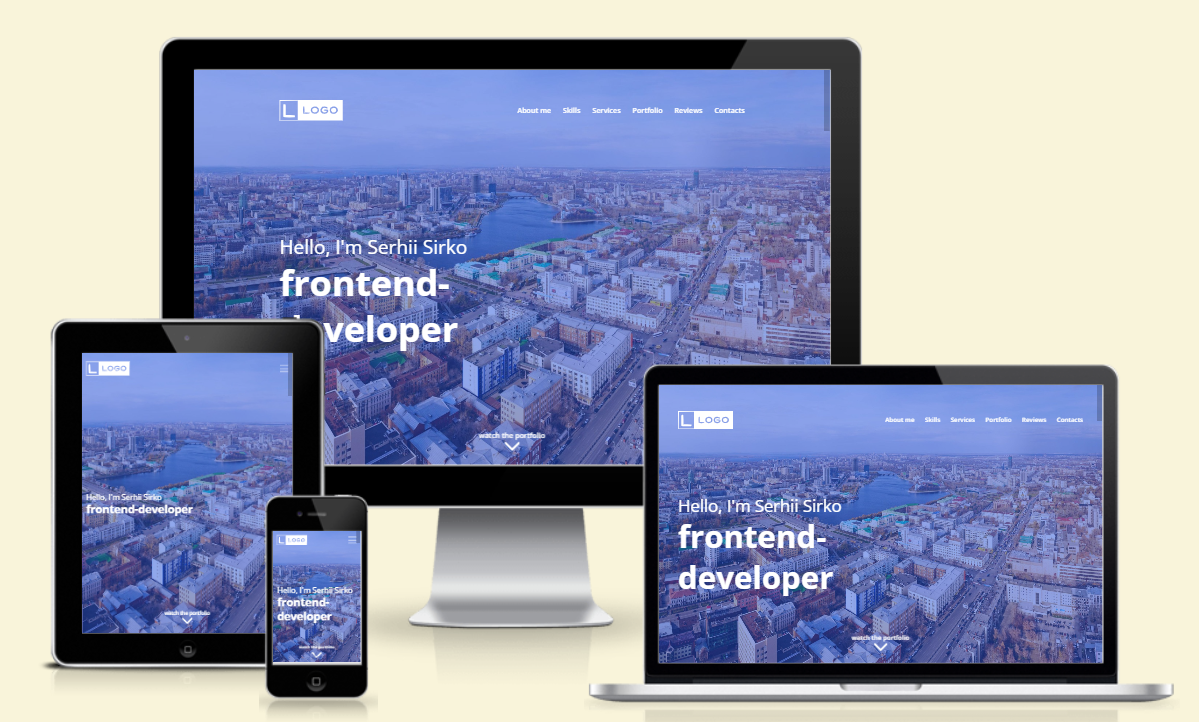 L LOGO
About me Skills Services Portfolio Reviews Contacts
Hello, I'm Serhii Sirko
frontend-
veloper
watch the portfolio
L LOGO
Hello, I'm Serhii Sirko
frontend-developer
watch the portfolio
L LOGO
Hello, I'm Serhii Sirko
frontend-
developer
watch the portfolio
L LOGO
About me Skills Services Portfolio Reviews Contacts
Hello, I'm Serhii Sirko
frontend-
developer
watch the portfolio